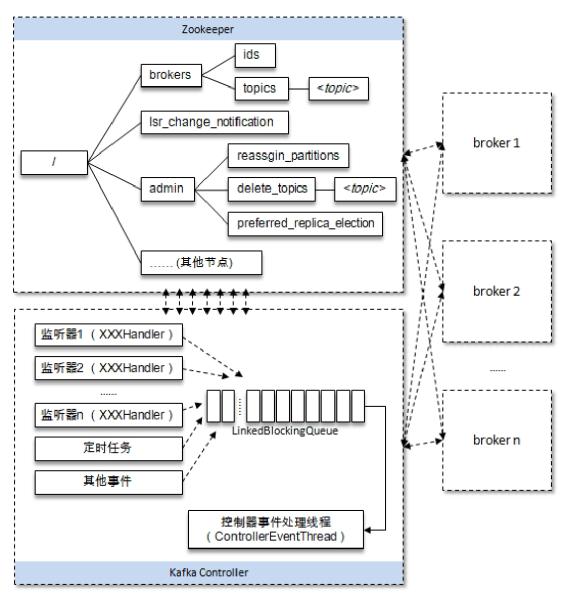 Zookeeper
ids
brokers
topics
<topic>
lsr_change_notification
/
reassgin_partitions
admin
delete_topics
<topic>
preferred_replica_election
...... (其他节点)
broker 1
broker 2
......
broker n
监听器1 （XXXHandler）
监听器2 （XXXHandler）
......
监听器n （XXXHandler）
定时任务
其他事件
LinkedBlockingQueue
控制器事件处理线程
（ControllerEventThread）
Kafka Controller